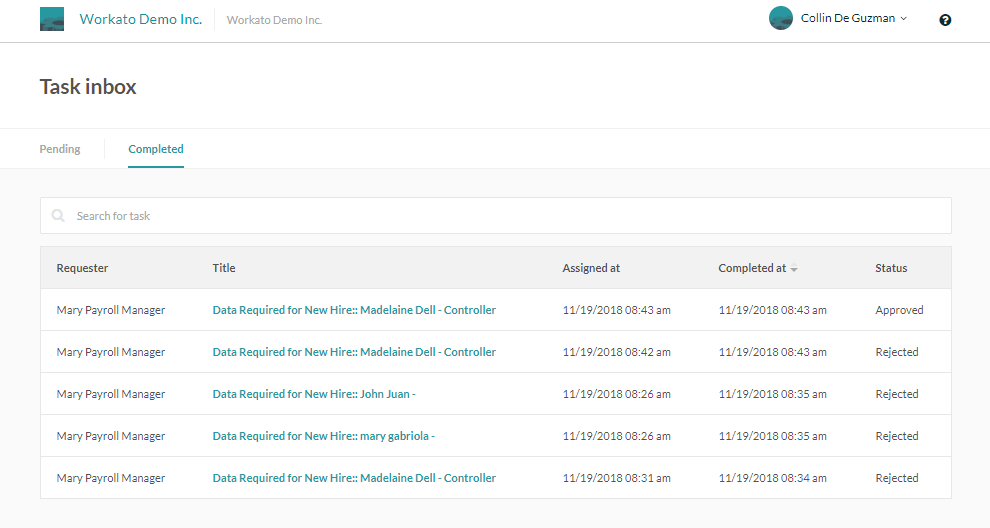 Workato Demo Inc. Workato Demo Inc. Collin De Guzman
Task inbox
Pending Completed
Search for task
Requester Title Assigned at Completed at Status
Mary Payroll Manager Data Required for New Hire:: Madelaine Dell - Controller 11/19/2018 08:43 am 11/19/2018 08:43 am Approved
Mary Payroll Manager Data Required for New Hire:: Madelaine Dell - Controller 11/19/2018 08:42 am 11/19/2018 08:43 am Rejected
Mary Payroll Manager Data Required for New Hire:: John Juan - 11/19/2018 08:26 am 11/19/2018 08:35 am Rejected
Mary Payroll Manager Data Required for New Hire:: mary gabriola - 11/19/2018 08:26 am 11/19/2018 08:35 am Rejected
Mary Payroll Manager Data Required for New Hire:: Madelaine Dell - Controller 11/19/2018 08:31 am 11/19/2018 08:34 am Rejected